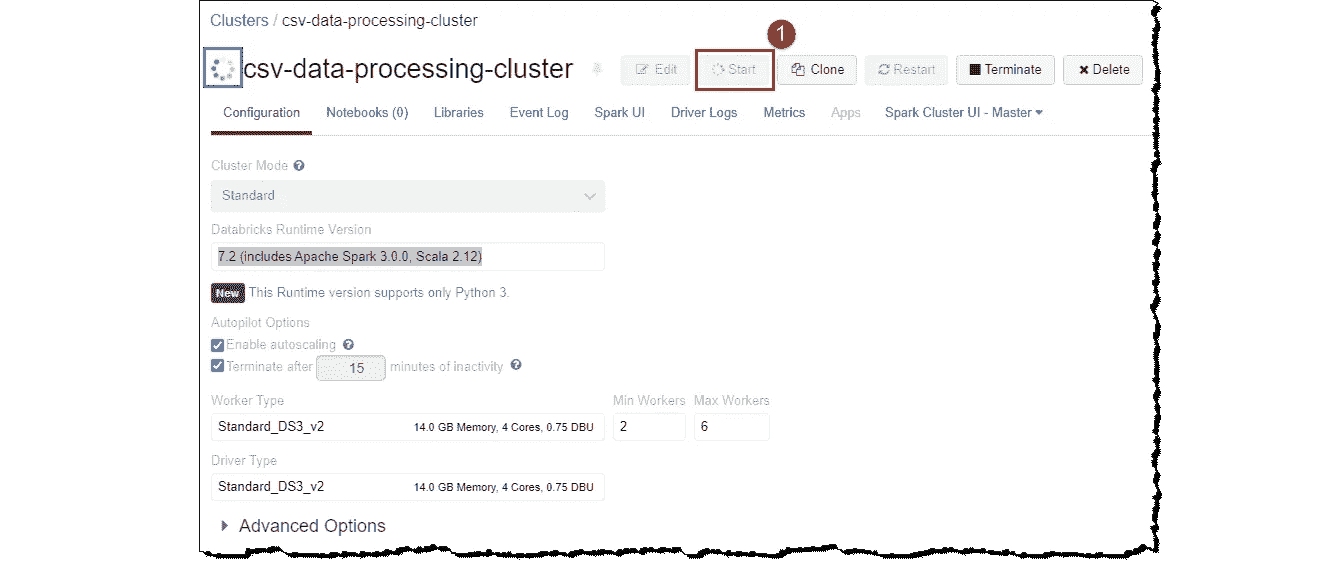 Clusters / csv-data-processing-cluster
1
csv-data-processing-cluster Edit Start Clone Restart Terminate Delete
Configuration Notebooks (0) Libraries Event Log Spark UI Driver Logs Metrics Apps Spark Cluster UI - Master
Cluster Mode ?
Standard
Databricks Runtime Version
7.2 (includes Apache Spark 3.0.0, Scala 2.12)
New This Runtime version supports only Python 3.
Autopilot Options
Enable autoscaling ?
Terminate after 15 minutes of inactivity ?
Worker Type Min Workers Max Workers
Standard_DS3_v2 14.0 GB Memory, 4 Cores, 0.75 DBU 2 6
Driver Type
Standard_DS3_v2 14.0 GB Memory, 4 Cores, 0.75 DBU
Advanced Options